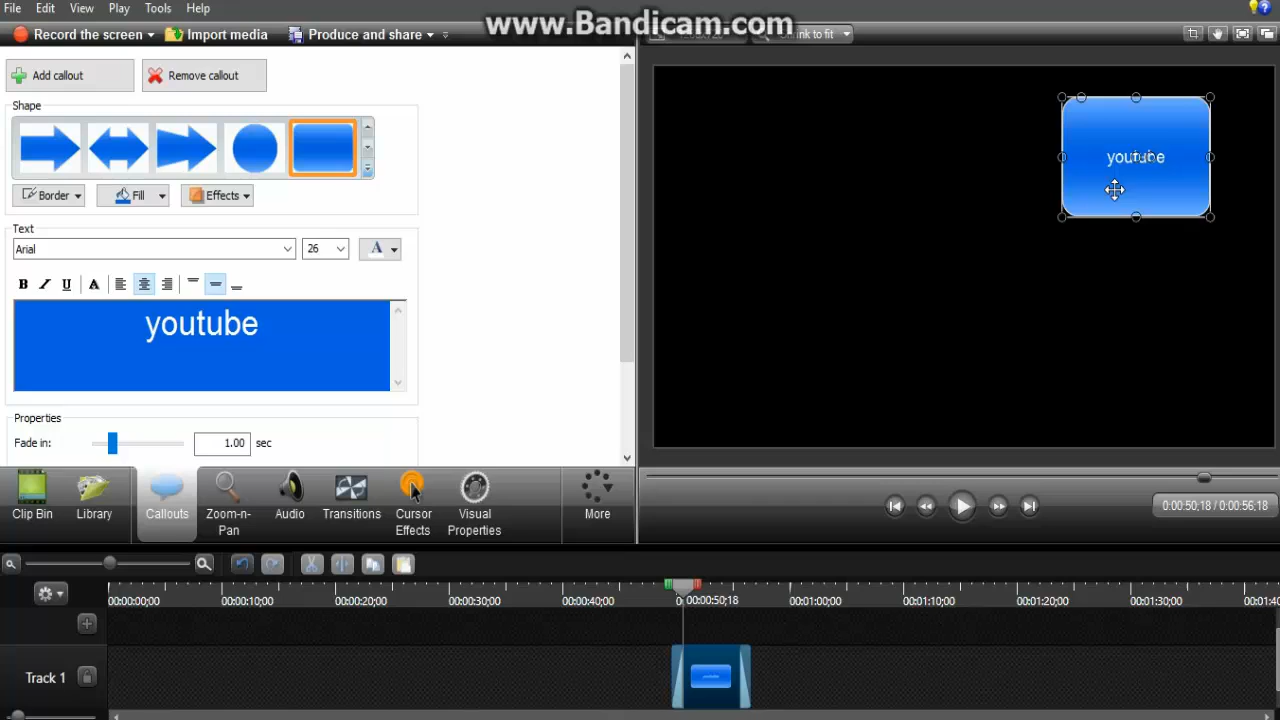 File Edit View Play Tools Help
www.Bandicam.com
Record the screen Import media Produce and share
Shrink to fit
Add callout Remove callout
Shape
Border Fill Effects
Text
Arial 26 A
B I U A
youtube
youtube
Properties
Fade in: 1.00 sec
Clip Bin Library Callouts Zoom-n-Pan Audio Transitions Cursor Effects Visual Properties More
0:00:50;18 / 0:00:56,18
00:00:00;00 00:00:10;00 00:00:20;00 00:00:30;00 00:00:40;00 00:00:50;18 00:01:00;00 00:01:10;00 00:01:20;00 00:01:30;00 00:01:40
Track 1